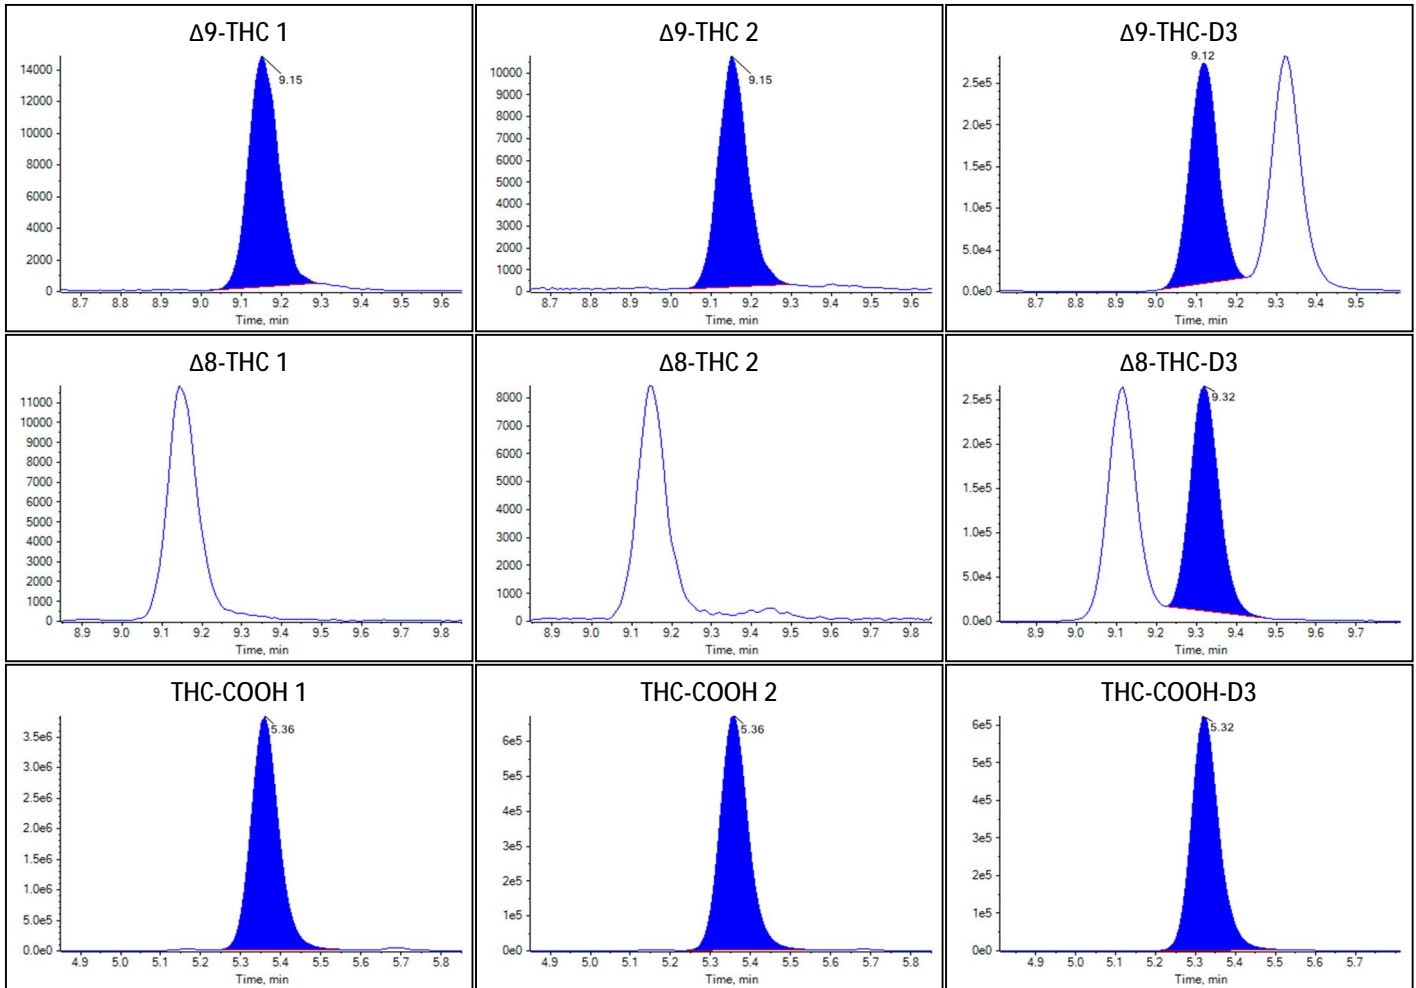 Δ9-THC 1
14000
12000
10000
8000
6000
4000
2000
0
9.15
8.7 8.8 8.9 9.0 9.1 9.2 9.3 9.4 9.5 9.6
Time, min
Δ9-THC 2
10000
9000
8000
7000
6000
5000
4000
3000
2000
1000
0
9.15
8.7 8.8 8.9 9.0 9.1 9.2 9.3 9.4 9.5 9.6
Time, min
Δ9-THC-D3
9.12
2.5e5
2.0e5
1.5e5
1.0e5
5.0e4
0.0e0
8.7 8.8 8.9 9.0 9.1 9.2 9.3 9.4 9.5
Time, min
Δ8-THC 1
11000
10000
9000
8000
7000
6000
5000
4000
3000
2000
1000
0
8.9 9.0 9.1 9.2 9.3 9.4 9.5 9.6 9.7 9.8
Time, min
Δ8-THC 2
8000
7000
6000
5000
4000
3000
2000
1000
0
8.9 9.0 9.1 9.2 9.3 9.4 9.5 9.6 9.7 9.8
Time, min
Δ8-THC-D3
9.32
2.5e5
2.0e5
1.5e5
1.0e5
5.0e4
0.0e0
8.9 9.0 9.1 9.2 9.3 9.4 9.5 9.6 9.7
Time, min
THC-COOH 1
5.36
3.5e6
3.0e6
2.5e6
2.0e6
1.5e6
1.0e6
5.0e5
0.0e0
4.9 5.0 5.1 5.2 5.3 5.4 5.5 5.6 5.7 5.8
Time, min
THC-COOH 2
5.36
6e5
5e5
4e5
3e5
2e5
1e5
0e0
4.9 5.0 5.1 5.2 5.3 5.4 5.5 5.6 5.7 5.8
Time, min
THC-COOH-D3
5.32
6e5
5e5
4e5
3e5
2e5
1e5
0e0
4.9 5.0 5.1 5.2 5.3 5.4 5.5 5.6 5.7
Time, min